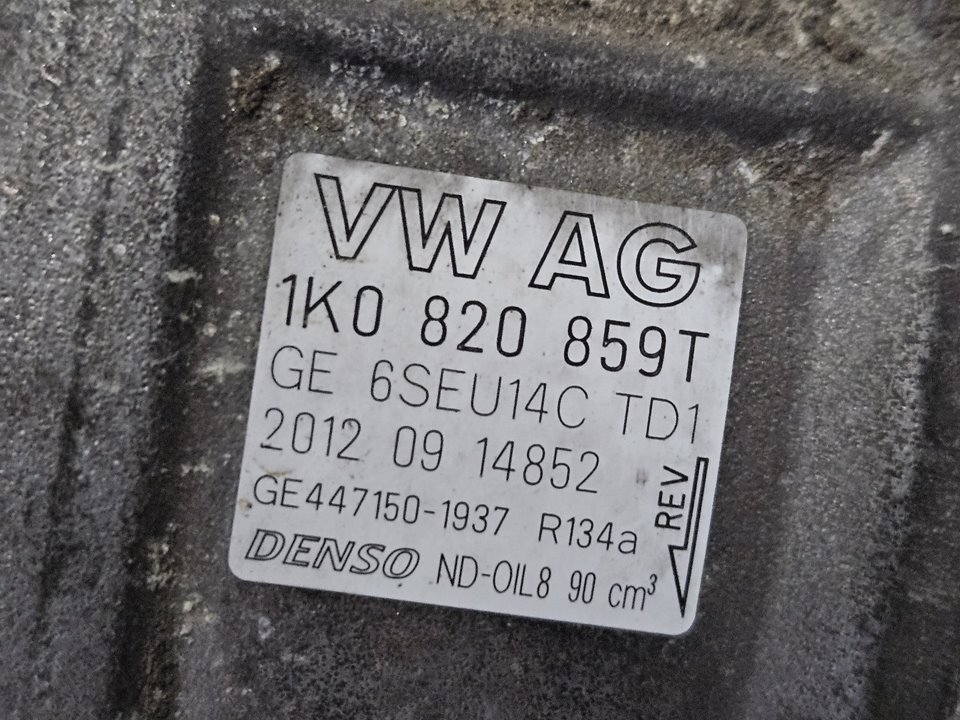 VW AG
1K0 820 859T
GE 6SEU14C TD1
2012 09 14852
GE447150-1937 R134a
DENSO ND-OIL8 90 cm³
REV